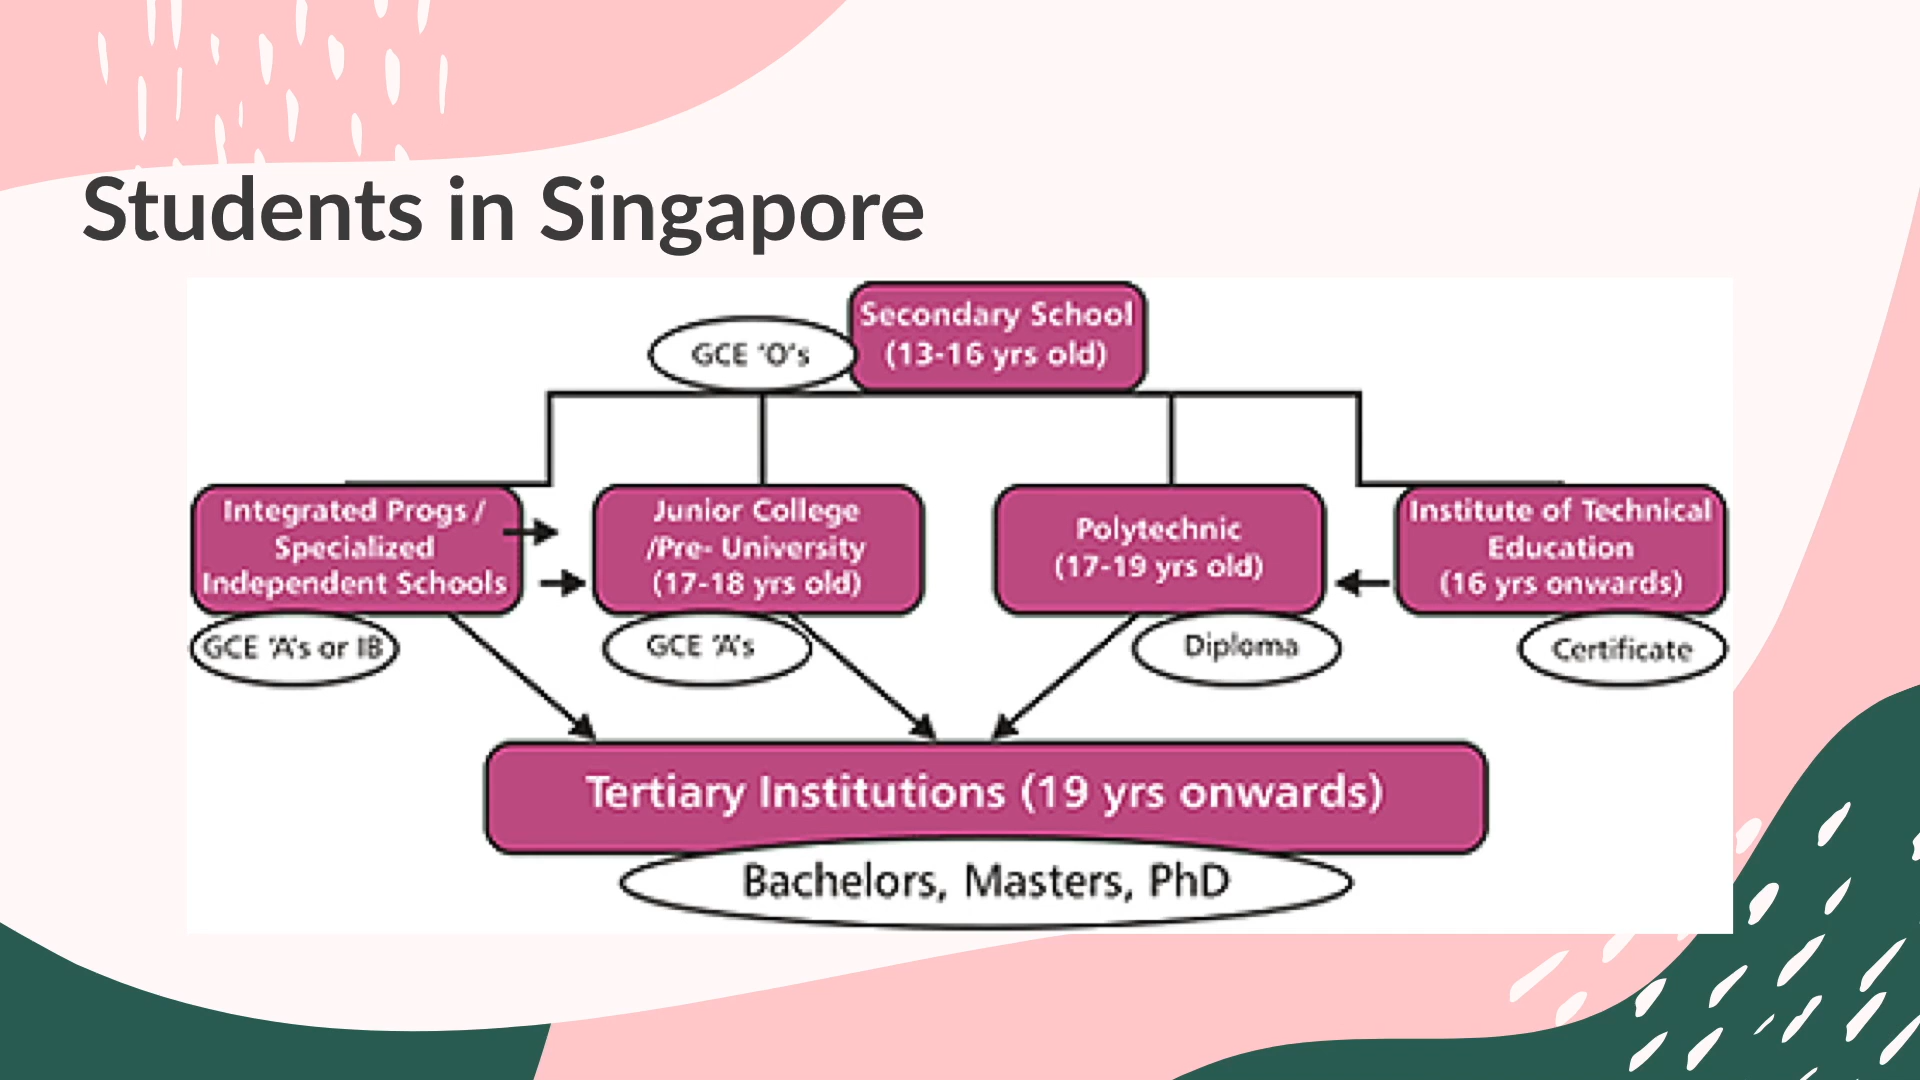 Students in Singapore
GCE ‘O’s
Secondary School
(13-16 yrs old)
Integrated Progs /
Specialized
Independent Schools
GCE ‘A’s or IB
Junior College
/Pre- University
(17-18 yrs old)
GCE ‘A’s
Polytechnic
(17-19 yrs old)
Diploma
Institute of Technical
Education
(16 yrs onwards)
Certificate
Tertiary Institutions (19 yrs onwards)
Bachelors, Masters, PhD